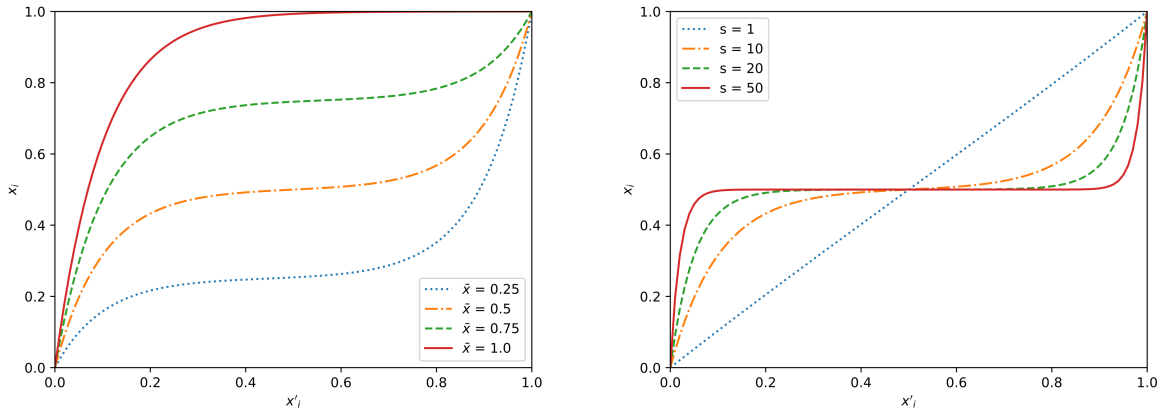 1.0
0.8
0.6
0.4
0.2
0.0
x_i
0.0 0.2 0.4 0.6 0.8 1.0
x'_i
x̄ = 0.25
x̄ = 0.5
x̄ = 0.75
x̄ = 1.0
1.0
0.8
0.6
0.4
0.2
0.0
x_i
0.0 0.2 0.4 0.6 0.8 1.0
x'_i
s = 1
s = 10
s = 20
s = 50